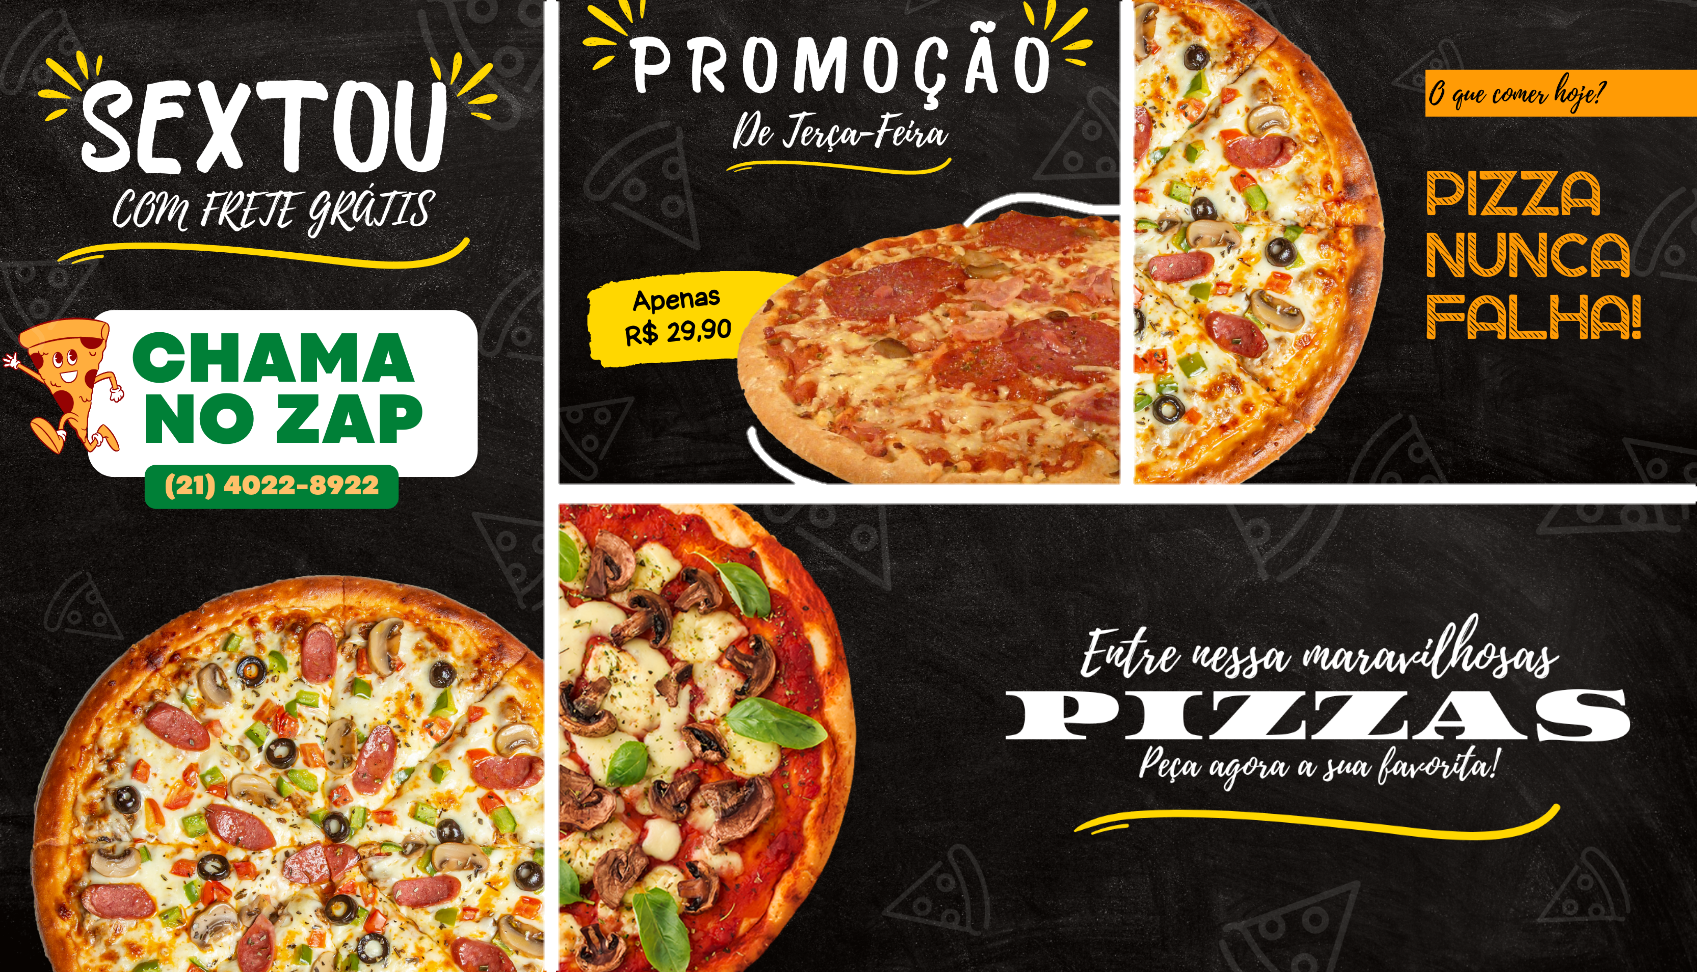 SEXTOU
COM FRETE GRÁTIS
CHAMA
NO ZAP
(21) 4022-8922
PROMOÇÃO
De Terça-Feira
Apenas
R$ 29,90
O que comer hoje?
PIZZA
NUNCA
FALHA!
Entre nessa maravilhosas
PIZZAS
Peça agora a sua favorita!